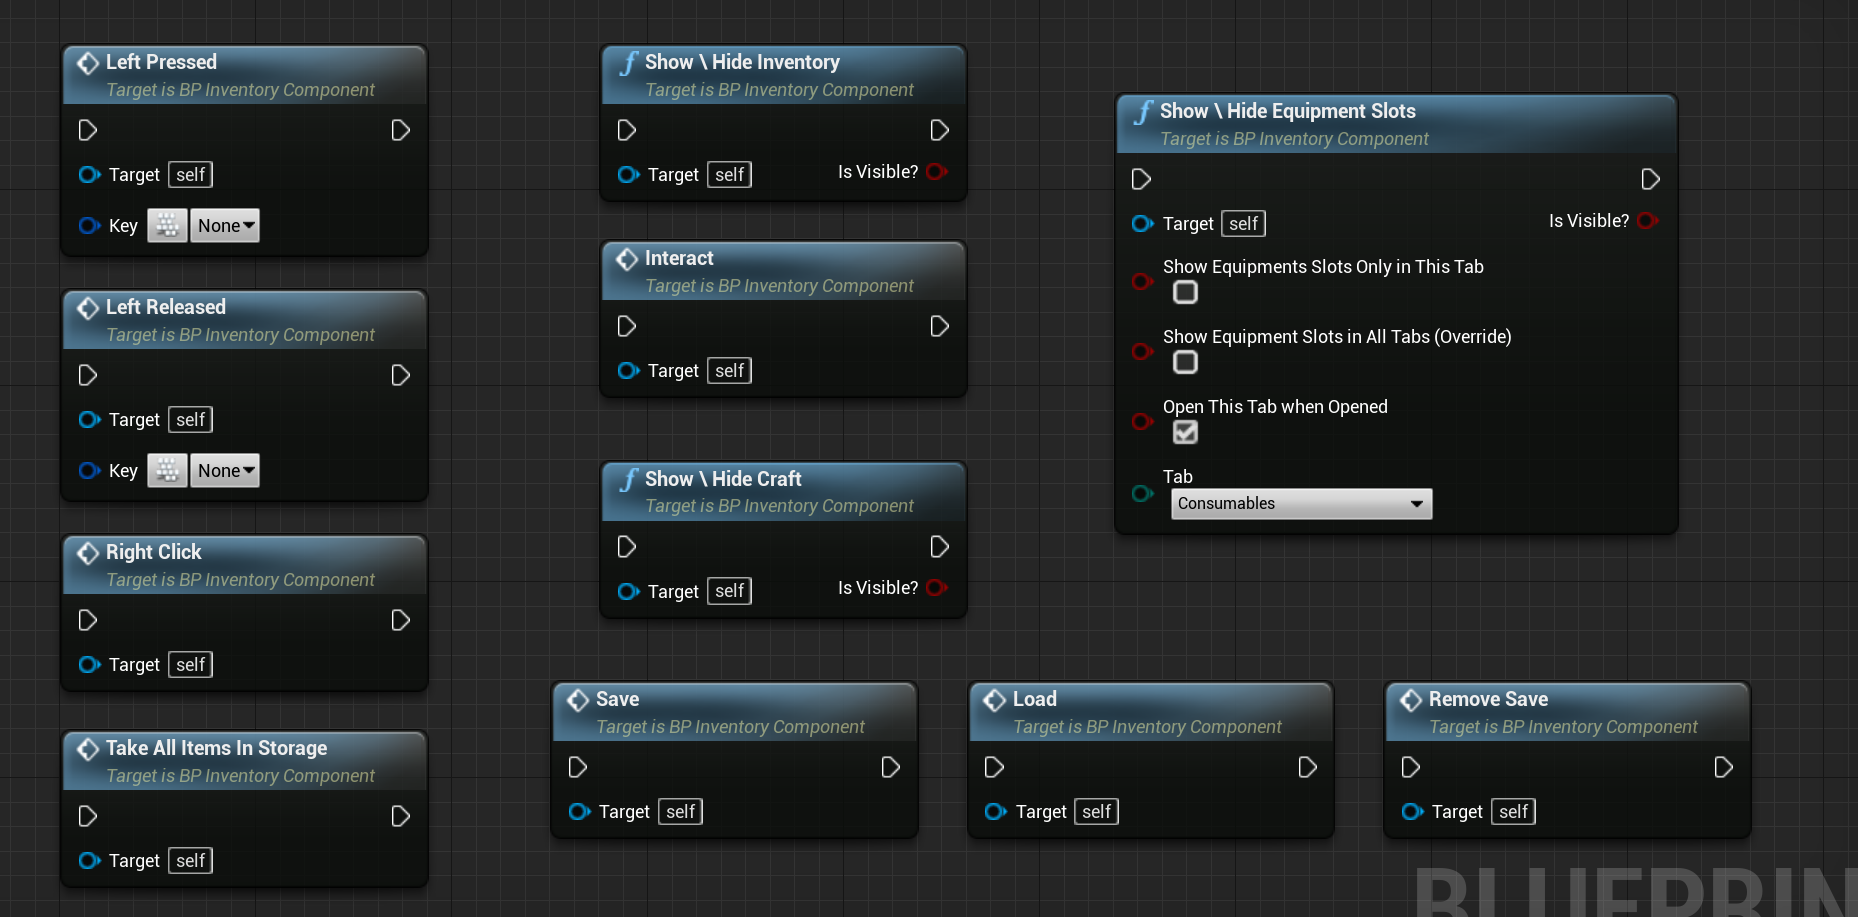 Left Pressed
Target is BP Inventory Component
Target self
Key None
Left Released
Target is BP Inventory Component
Target self
Key None
Right Click
Target is BP Inventory Component
Target self
Take All Items In Storage
Target is BP Inventory Component
Target self
f Show \ Hide Inventory
Target is BP Inventory Component
Target self Is Visible?
Interact
Target is BP Inventory Component
Target self
f Show \ Hide Craft
Target is BP Inventory Component
Target self Is Visible?
f Show \ Hide Equipment Slots
Target is BP Inventory Component
Target self Is Visible?
Show Equipments Slots Only in This Tab
Show Equipment Slots in All Tabs (Override)
Open This Tab when Opened
Tab
Consumables
Save
Target is BP Inventory Component
Target self
Load
Target is BP Inventory Component
Target self
Remove Save
Target is BP Inventory Component
Target self
BLUEPRIN